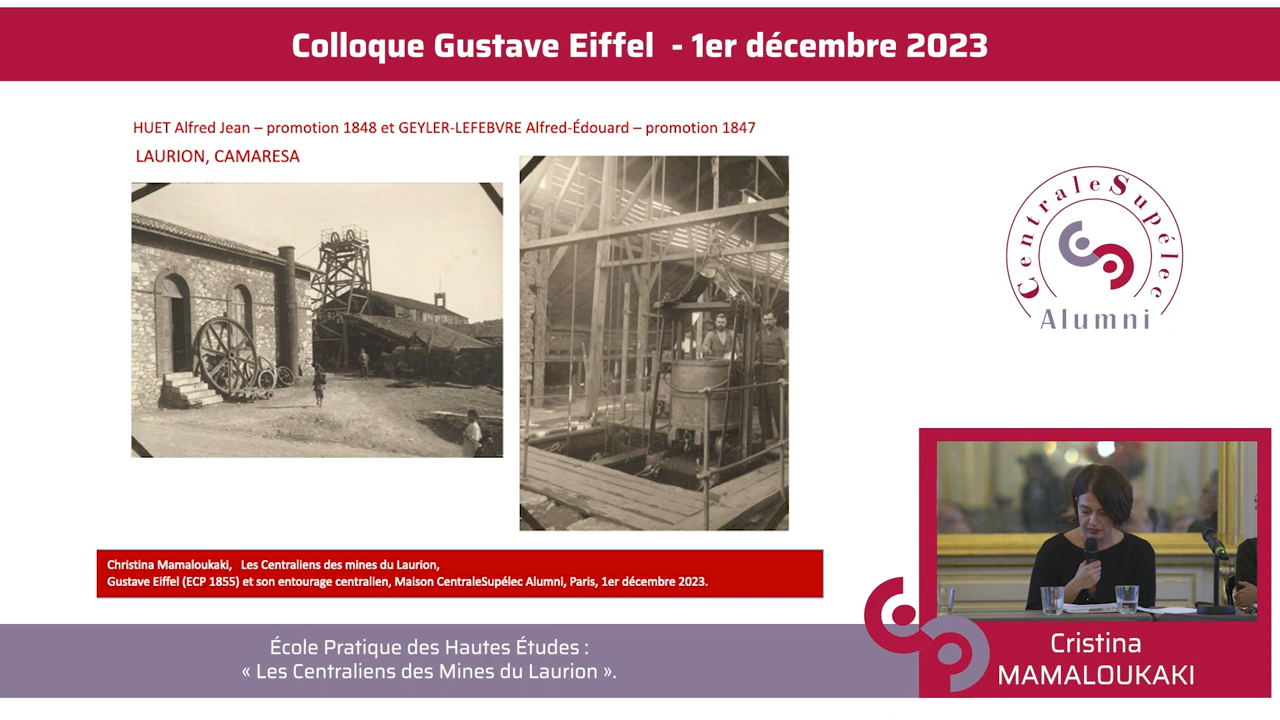 Colloque Gustave Eiffel - 1er décembre 2023
HUET Alfred Jean – promotion 1848 et GEYLER-LEFEBVRE Alfred-Édouard – promotion 1847
LAURION, CAMARESA
CentraleSupélec
Alumni
Christina Mamaloukaki, Les Centraliens des mines du Laurion,
Gustave Eiffel (ECP 1855) et son entourage centralien, Maison CentraleSupélec Alumni, Paris, 1er décembre 2023.
École Pratique des Hautes Études :
« Les Centraliens des Mines du Laurion ».
Cristina
MAMALOUKAKI